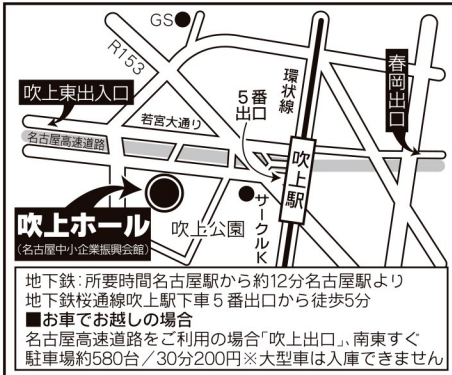 GS
R153
吹上東出入口
若宮大通り
名古屋高速道路
環状線
5番出口
吹上駅
春岡出口
吹上ホール
(名古屋中小企業振興会館)
吹上公園
サークルK
地下鉄:所要時間名古屋駅から約12分名古屋駅より
地下鉄桜通線吹上駅下車5番出口から徒歩5分
■お車でお越しの場合
名古屋高速道路をご利用の場合「吹上出口」、南東すぐ
駐車場約580台/30分200円※大型車は入庫できません